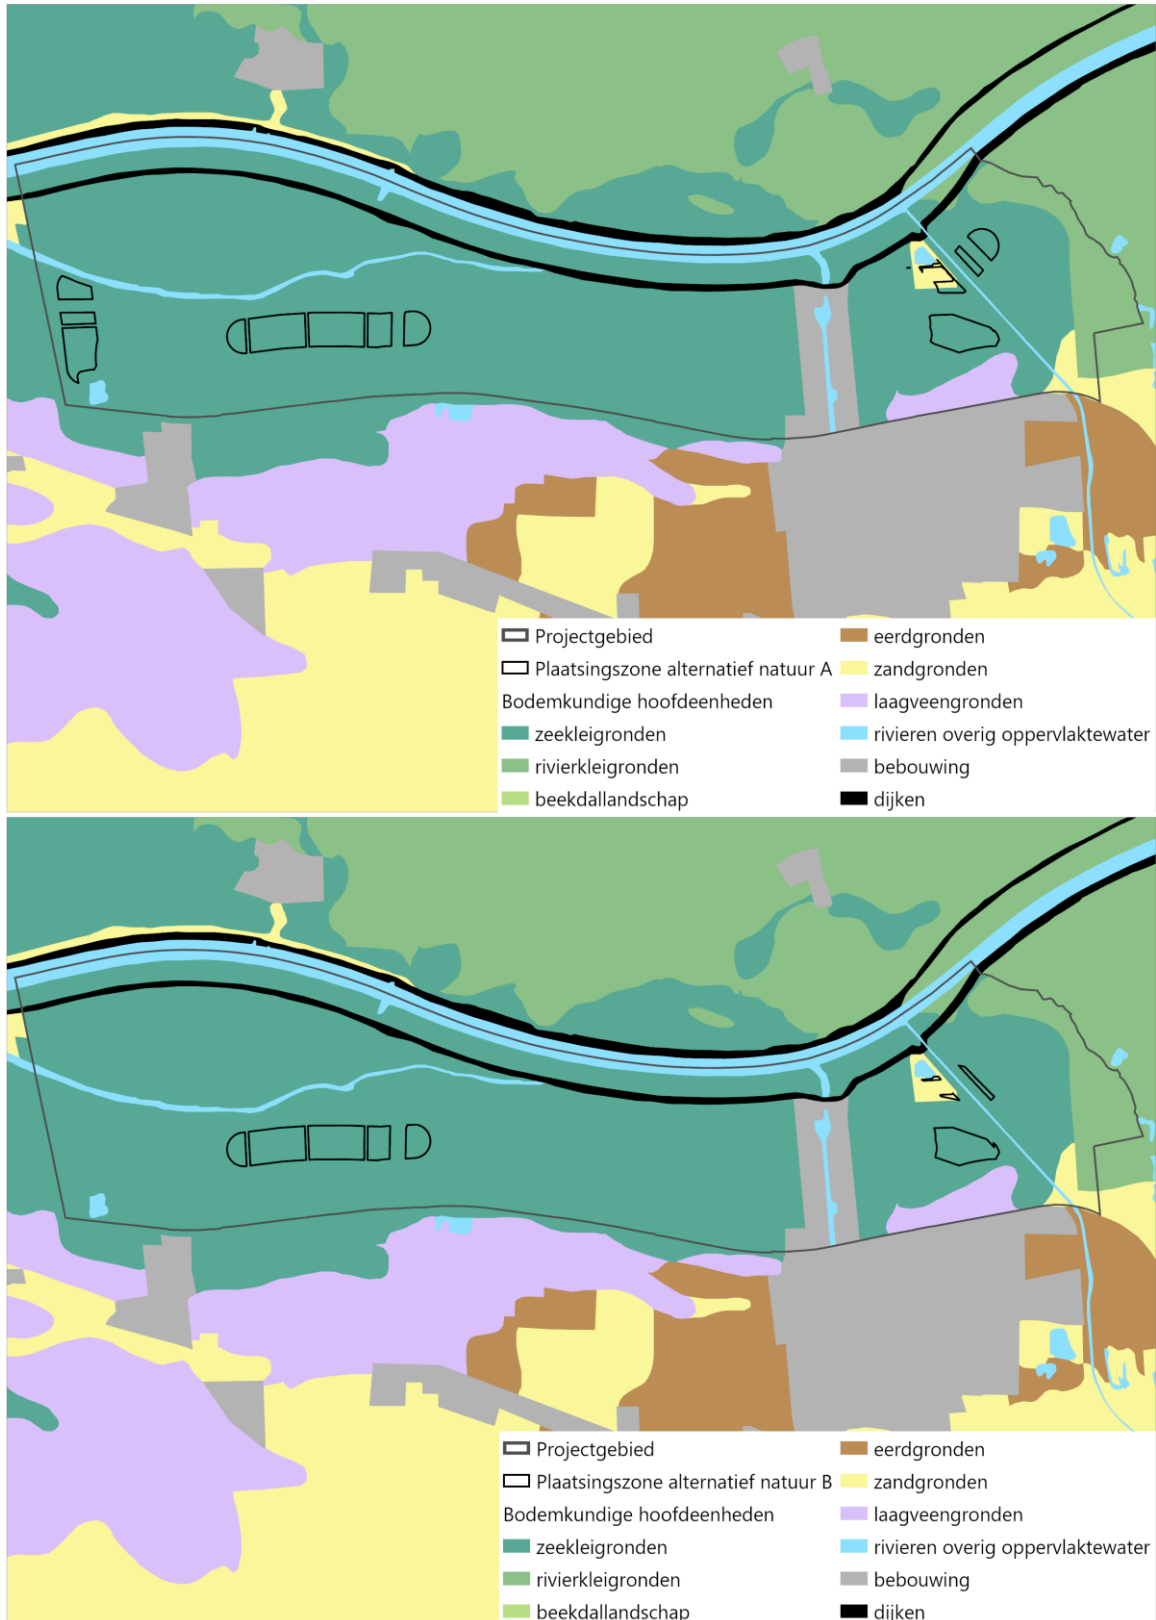 Projectgebied
Plaatsingszone alternatief natuur A
Bodemkundige hoofdeenheden
zeekleigronden
rivierkleigronden
beekdallandschap
eerdgronden
zandgronden
laagveengronden
rivieren overig oppervlaktewater
bebouwing
dijken
Projectgebied
Plaatsingszone alternatief natuur B
Bodemkundige hoofdeenheden
zeekleigronden
rivierkleigronden
beekdallandschap
eerdgronden
zandgronden
laagveengronden
rivieren overig oppervlaktewater
bebouwing
dijken